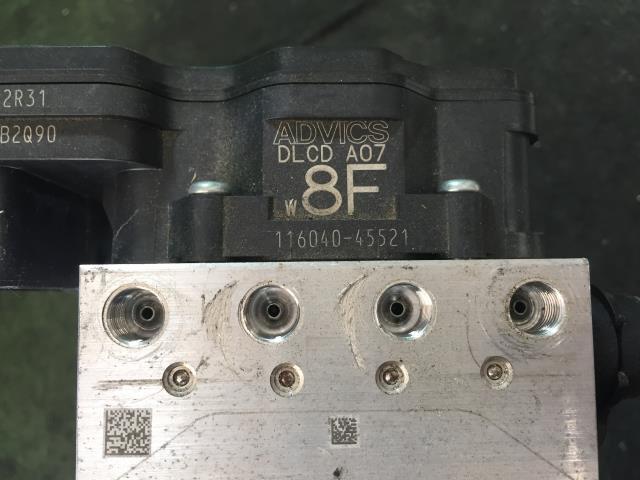 2R31
B2Q90
ADVICS
DLCD A07
W 8F
116040-45521